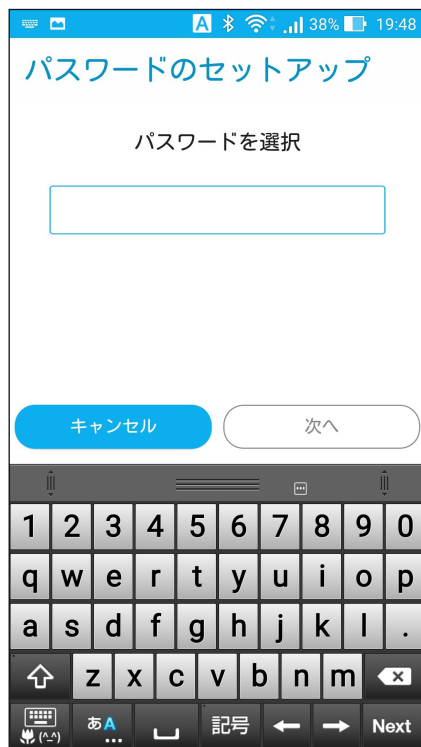 A 38% 19:48
パスワードのセットアップ
パスワードを選択
キャンセル 次へ
1 2 3 4 5 6 7 8 9 0
q w e r t y u i o p
a s d f g h j k l .
z x c v b n m
(^_^) あA 記号 ← → Next